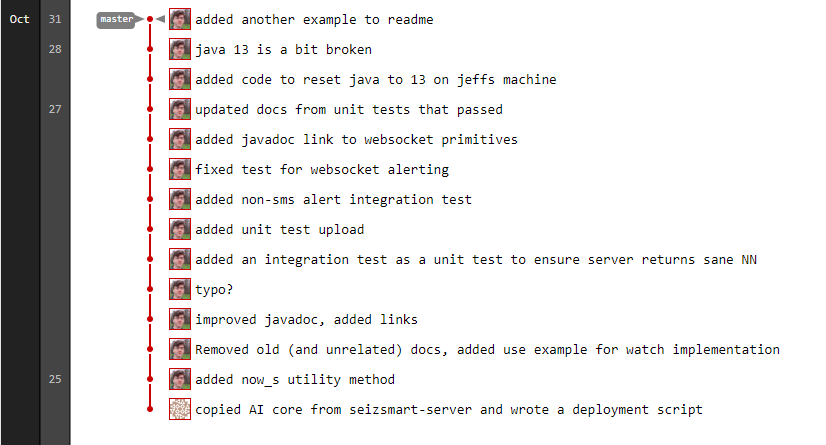 Oct 31 master added another example to readme
28 java 13 is a bit broken
added code to reset java to 13 on jeffs machine
27 updated docs from unit tests that passed
added javadoc link to websocket primitives
fixed test for websocket alerting
added non-sms alert integration test
added unit test upload
added an integration test as a unit test to ensure server returns sane NN
typo?
improved javadoc, added links
Removed old (and unrelated) docs, added use example for watch implementation
25 added now_s utility method
copied AI core from seizsmart-server and wrote a deployment script